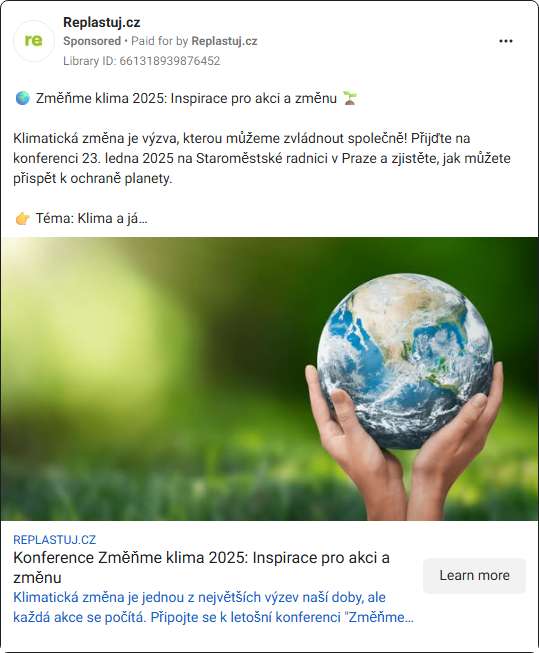 re
Replastuj.cz
Sponsored • Paid for by Replastuj.cz
Library ID: 661318939876452
🌍 Změňme klima 2025: Inspirace pro akci a změnu 🌱
Klimatická změna je výzva, kterou můžeme zvládnout společně! Přijďte na
konferenci 23. ledna 2025 na Staroměstské radnici v Praze a zjistěte, jak můžete
přispět k ochraně planety.
👉 Téma: Klima a já…
REPLASTUJ.CZ
Konference Změňme klima 2025: Inspirace pro akci a
změnu
Klimatická změna je jednou z největších výzev naší doby, ale
každá akce se počítá. Připojte se k letošní konferenci "Změňme…
Learn more